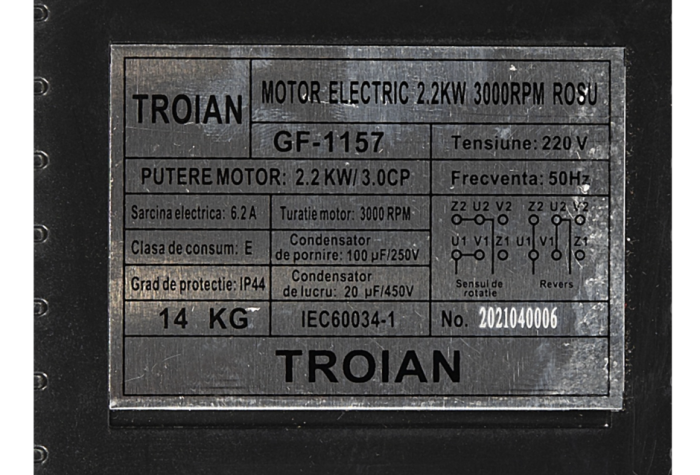 TROIAN
MOTOR ELECTRIC 2.2KW 3000RPM ROSU
GF-1157
Tensiune: 220 V
PUTERE MOTOR: 2.2 KW/ 3.0CP
Frecventa: 50Hz
Sarcina electrica: 6.2 A
Turatie motor: 3000 RPM
Z2 U2 V2 Z2 U2 V2
Clasa de consum: E
Condensator
de pornire: 100 µF/250V
U1 V1 Z1 U1 V1 Z1
Grad de protectie: IP44
Condensator
de lucru: 20 µF/450V
Sensul de
rotatie
Revers
14 KG
IEC60034-1
No. 2021040006
TROIAN